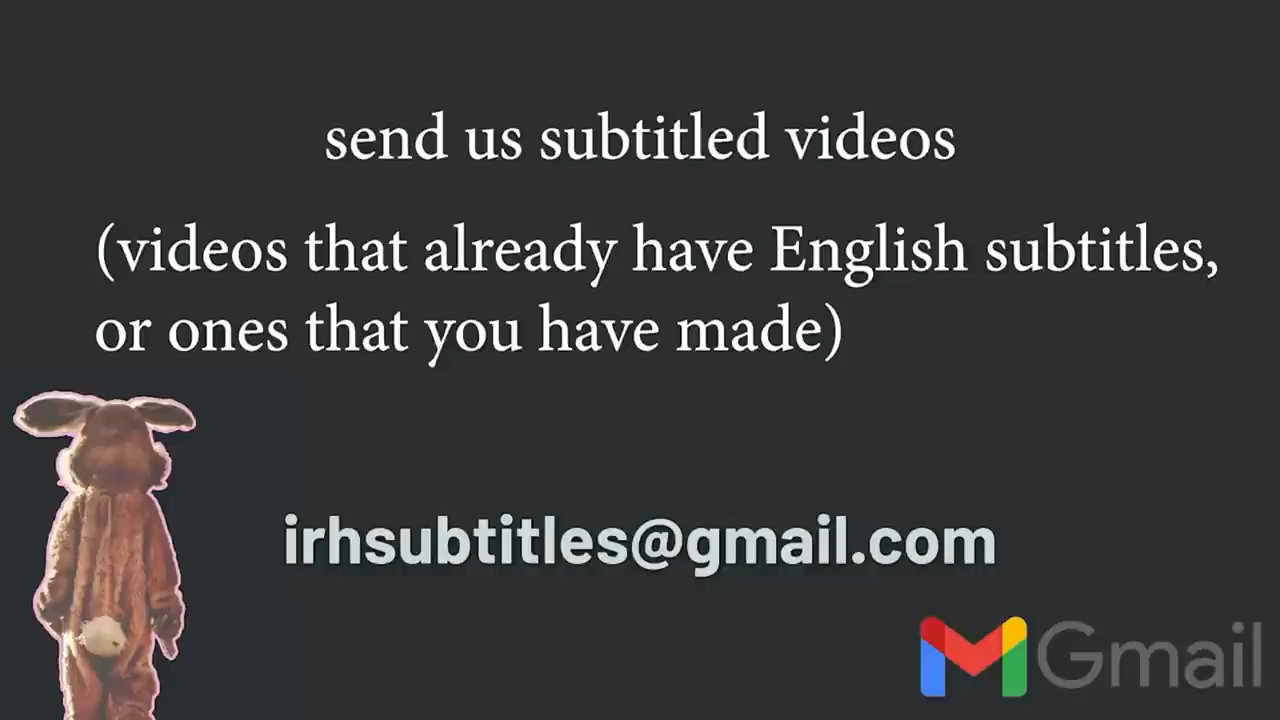 send us subtitled videos
(videos that already have English subtitles,
or ones that you have made)
irhsubtitles@gmail.com
Gmail